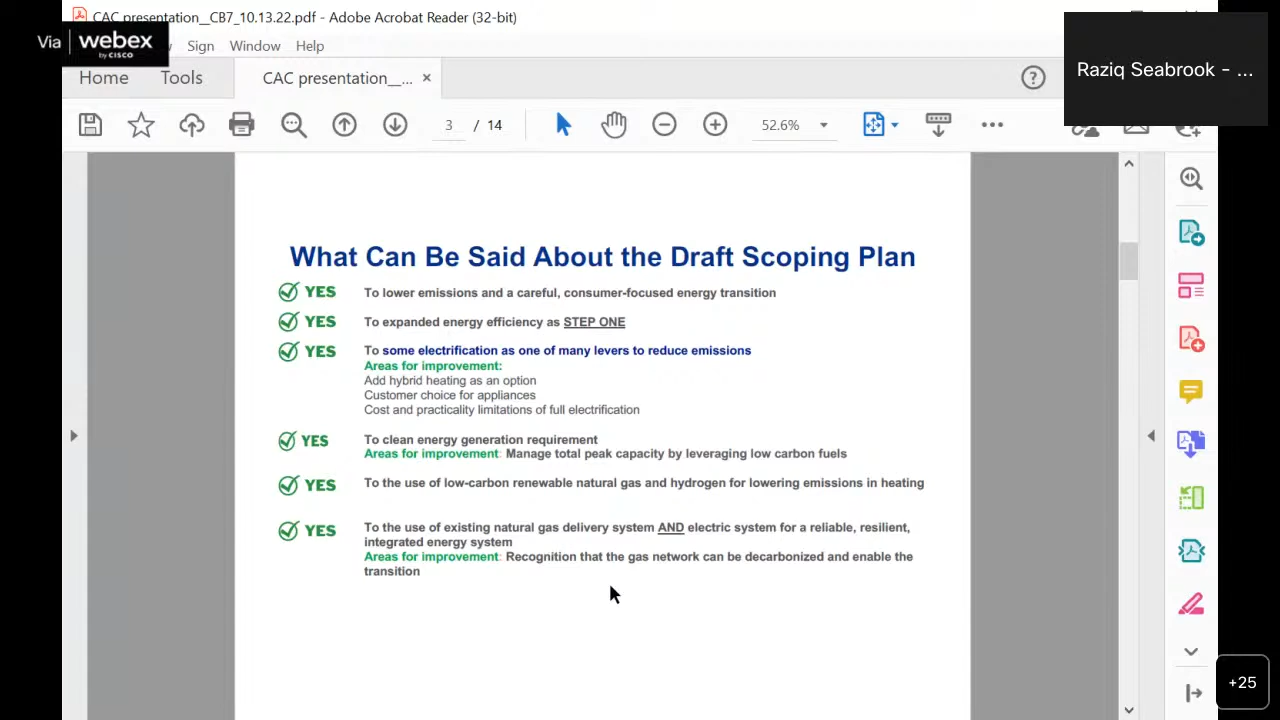 CAC presentation__CB7_10.13.22.pdf - Adobe Acrobat Reader (32-bit)
Via webex
by CISCO
Sign Window Help
Home Tools CAC presentation__... ×
3 / 14 52.6%
Raziq Seabrook - ...
What Can Be Said About the Draft Scoping Plan
YES To lower emissions and a careful, consumer-focused energy transition
YES To expanded energy efficiency as STEP ONE
YES To some electrification as one of many levers to reduce emissions
Areas for improvement:
Add hybrid heating as an option
Customer choice for appliances
Cost and practicality limitations of full electrification
YES To clean energy generation requirement
Areas for improvement: Manage total peak capacity by leveraging low carbon fuels
YES To the use of low-carbon renewable natural gas and hydrogen for lowering emissions in heating
YES To the use of existing natural gas delivery system AND electric system for a reliable, resilient,
integrated energy system
Areas for improvement: Recognition that the gas network can be decarbonized and enable the
transition
+25